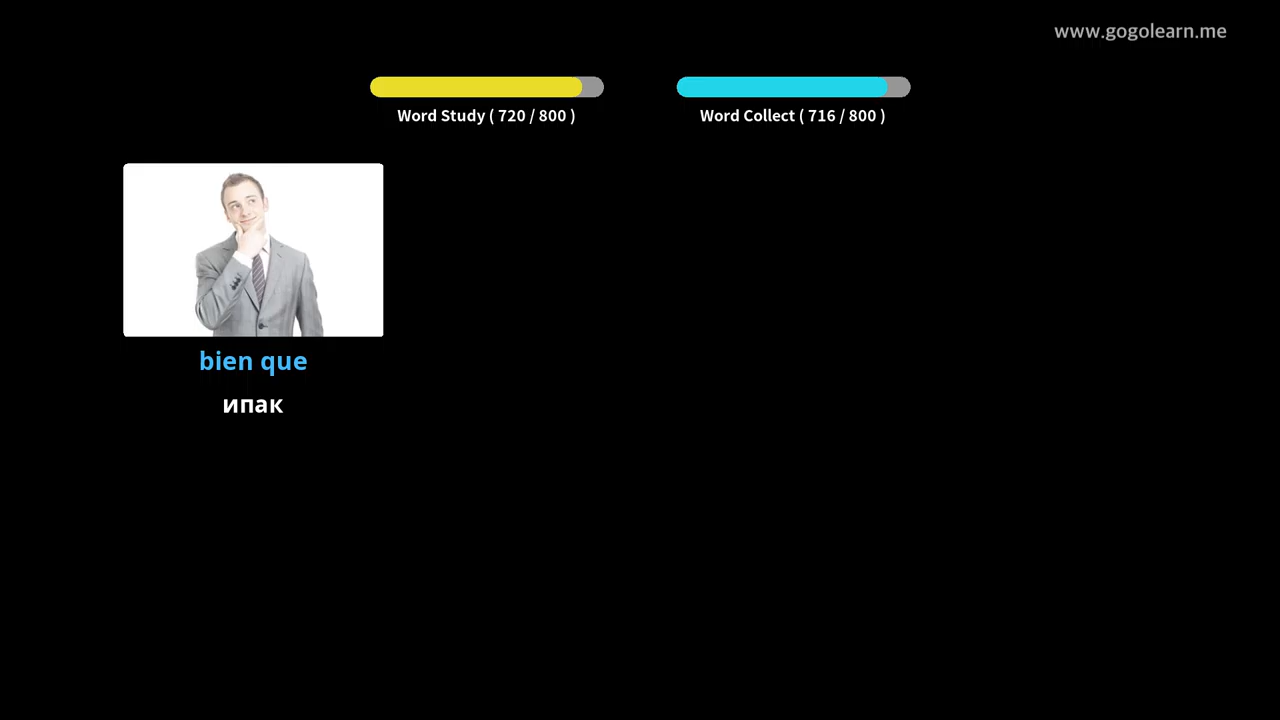 www.gogolearn.me
Word Study ( 720 / 800 )
Word Collect ( 716 / 800 )
bien que
ипак